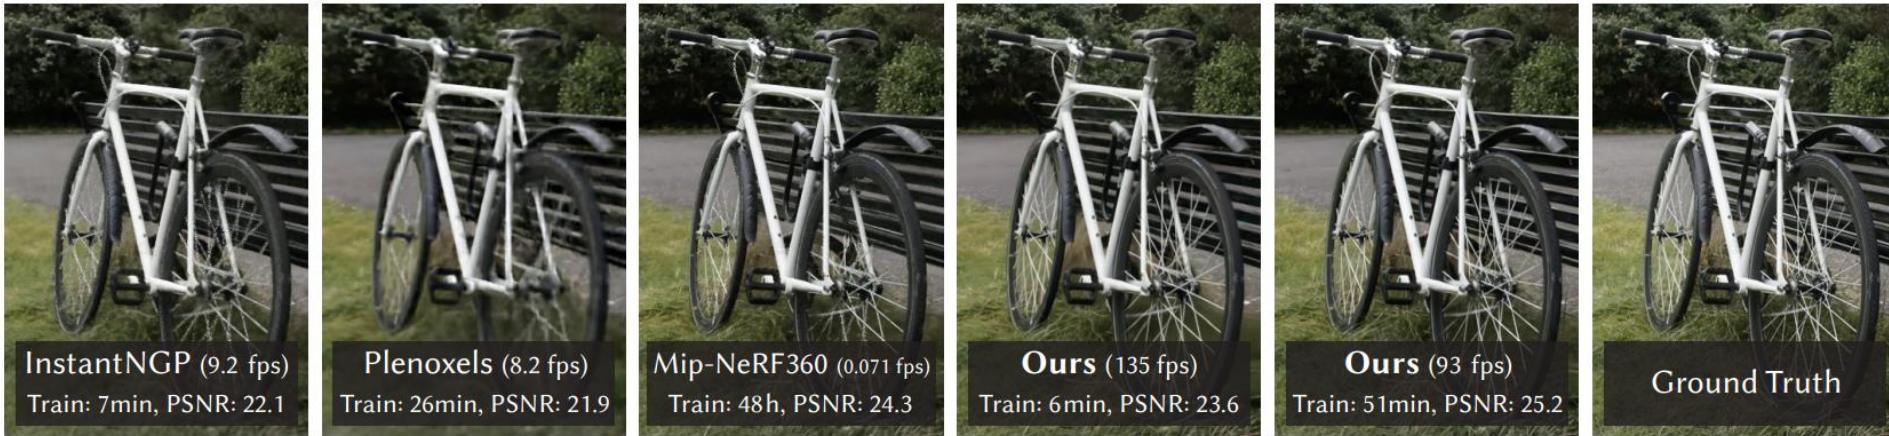 InstantNGP (9.2 fps)
Train: 7min, PSNR: 22.1
Plenoxels (8.2 fps)
Train: 26min, PSNR: 21.9
Mip-NeRF360 (0.071 fps)
Train: 48h, PSNR: 24.3
Ours (135 fps)
Train: 6min, PSNR: 23.6
Ours (93 fps)
Train: 51min, PSNR: 25.2
Ground Truth